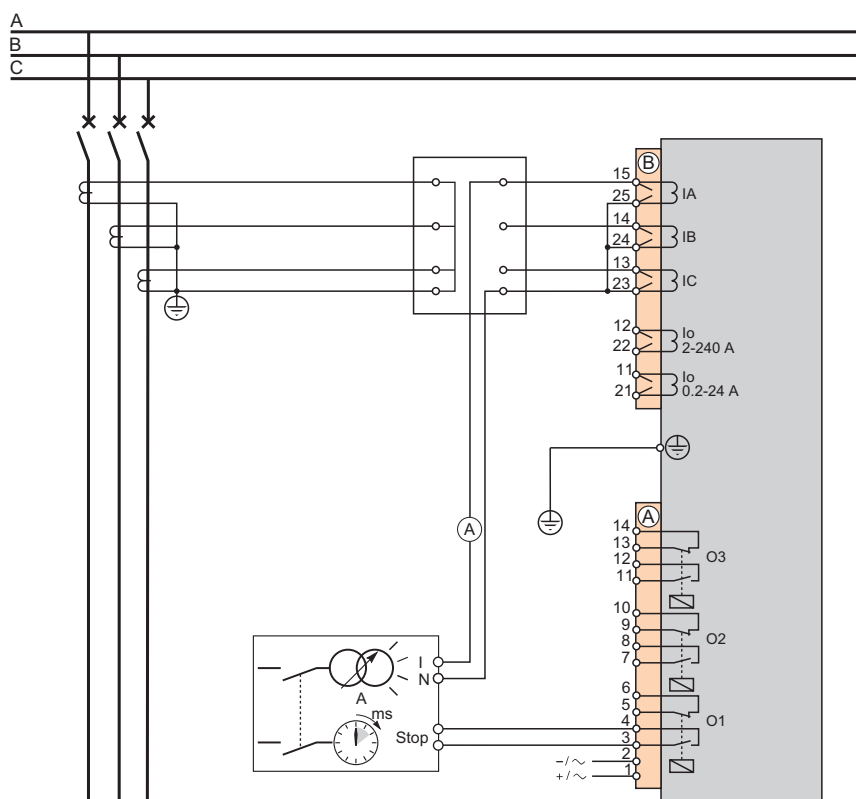 A
B
C
B
15
25
IA
14
24
IB
13
23
IC
12
22
Io
2-240 A
11
21
Io
0.2-24 A
A
A
14
13
12
11
O3
10
9
8
7
O2
6
5
4
3
O1
2
1
I
N
A
ms
Stop
−/∼
+/∼